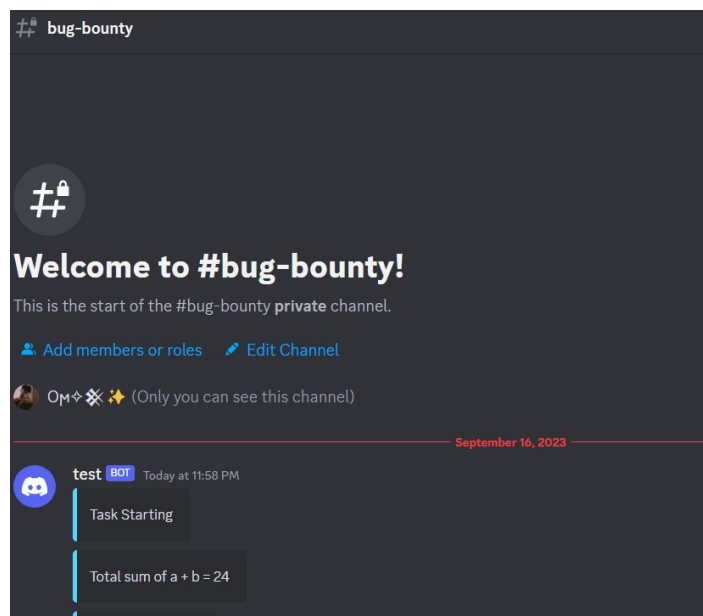 bug-bounty
Welcome to #bug-bounty!
This is the start of the #bug-bounty private channel.
Add members or roles Edit Channel
(Only you can see this channel)
September 16, 2023
test BOT Today at 11:58 PM
Task Starting
Total sum of a + b = 24